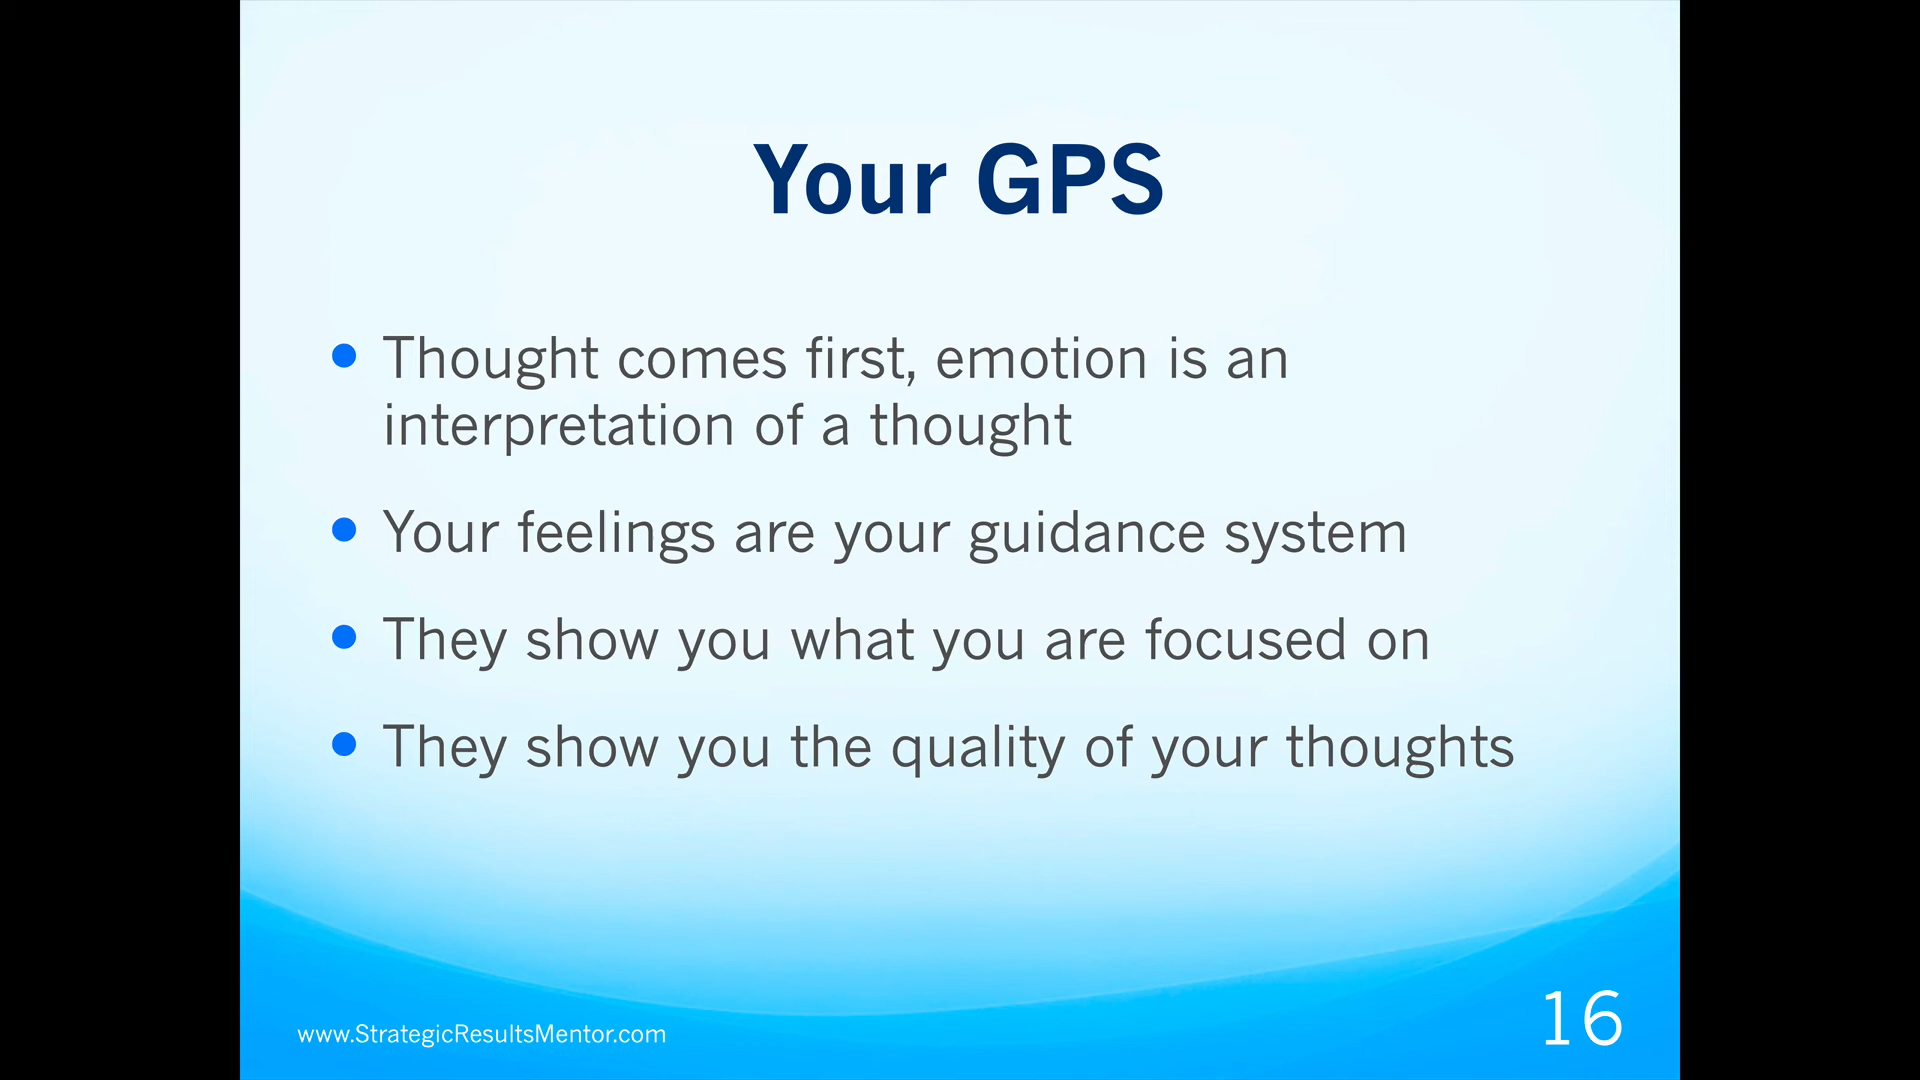 Your GPS
• Thought comes first, emotion is an
interpretation of a thought
• Your feelings are your guidance system
• They show you what you are focused on
• They show you the quality of your thoughts
www.StrategicResultsMentor.com
16